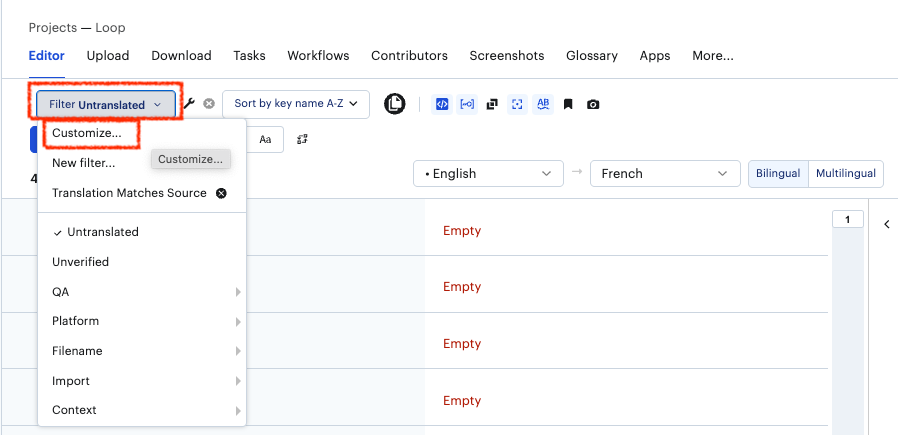 Projects — Loop
Editor Upload Download Tasks Workflows Contributors Screenshots Glossary Apps More...
Filter Untranslated
Sort by key name A-Z
Customize...
Aa
New filter...
Customize...
Translation Matches Source
4
• English → French
Bilingual Multilingual
Untranslated
Unverified
QA
Platform
Filename
Import
Context
Empty
Empty
Empty
Empty
1